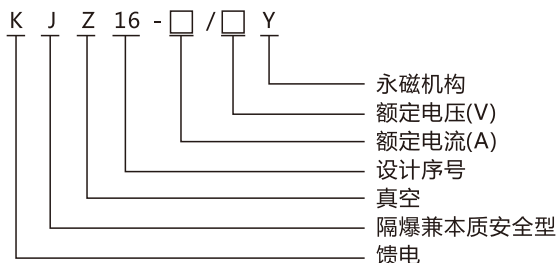 K J Z 16 - □ / □ Y
永磁机构
额定电压(V)
额定电流(A)
设计序号
真空
隔爆兼本质安全型
馈电